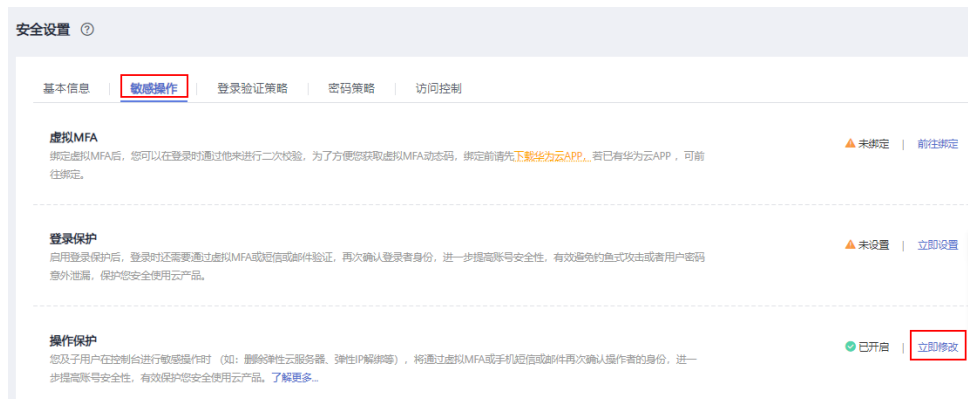 安全设置 ?
基本信息 | 敏感操作 | 登录验证策略 | 密码策略 | 访问控制
虚拟MFA
绑定虚拟MFA后，您可以在登录时通过他来进行二次校验，为了方便您获取虚拟MFA动态码，绑定前请先下载华为云APP，若已有华为云APP ，可前
往绑定。
未绑定 | 前往绑定
登录保护
启用登录保护后，登录时还需要通过虚拟MFA或短信或邮件验证，再次确认登录者身份，进一步提高账号安全性，有效避免钓鱼式攻击或者用户密码
意外泄漏，保护您安全使用云产品。
未设置 | 立即设置
操作保护
您及子用户在控制台进行敏感操作时 （如：删除弹性云服务器、弹性IP解绑等），将通过虚拟MFA或手机短信或邮件再次确认操作者的身份，进一
步提高账号安全性，有效保护您安全使用云产品。了解更多...
已开启 | 立即修改